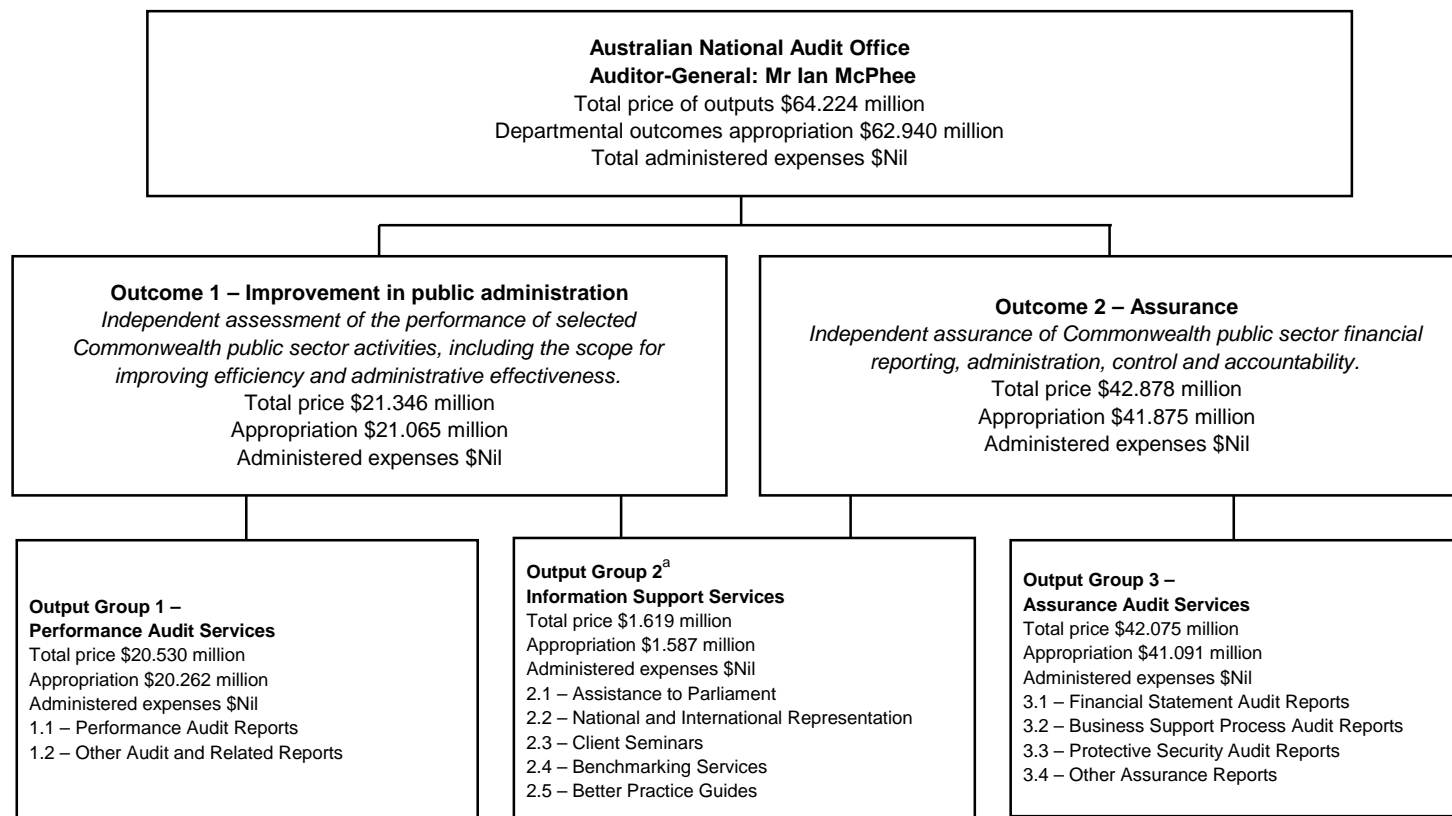 Australian National Audit Office
Auditor-General: Mr Ian McPhee
Total price of outputs $64.224 million
Departmental outcomes appropriation $62.940 million
Total administered expenses $Nil
Outcome 1 – Improvement in public administration
Independent assessment of the performance of selected
Commonwealth public sector activities, including the scope for
improving efficiency and administrative effectiveness.
Total price $21.346 million
Appropriation $21.065 million
Administered expenses $Nil
Outcome 2 – Assurance
Independent assurance of Commonwealth public sector financial
reporting, administration, control and accountability.
Total price $42.878 million
Appropriation $41.875 million
Administered expenses $Nil
Output Group 1 –
Performance Audit Services
Total price $20.530 million
Appropriation $20.262 million
Administered expenses $Nil
1.1 – Performance Audit Reports
1.2 – Other Audit and Related Reports
Output Group 2a
Information Support Services
Total price $1.619 million
Appropriation $1.587 million
Administered expenses $Nil
2.1 – Assistance to Parliament
2.2 – National and International Representation
2.3 – Client Seminars
2.4 – Benchmarking Services
2.5 – Better Practice Guides
Output Group 3 –
Assurance Audit Services
Total price $42.075 million
Appropriation $41.091 million
Administered expenses $Nil
3.1 – Financial Statement Audit Reports
3.2 – Business Support Process Audit Reports
3.3 – Protective Security Audit Reports
3.4 – Other Assurance Reports